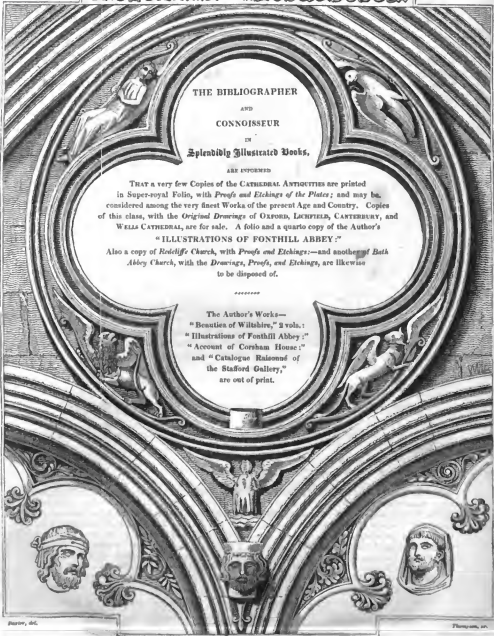 THE BIBLIOGRAPHER
AND
CONNOISSEUR
IN
Splendidly Illustrated Books,
ARE INFORMED
THAT a very few Copies of the CATHEDRAL ANTIQUITIES are printed
in Super-royal Folio, with Proofs and Etchings of the Plates; and may be
considered among the very finest Works of the present Age and Country. Copies
of this class, with the Original Drawings of OXFORD, LICHFIELD, CANTERBURY, and
WELLS CATHEDRAL, are for sale. A folio and a quarto copy of the Author's
"ILLUSTRATIONS OF FONTHILL ABBEY:"
Also a copy of Redcliffe Church, with Proofs and Etchings:—and another of Bath
Abbey Church, with the Drawings, Proofs, and Etchings, are likewise
to be disposed of.
The Author's Works—
"Beauties of Wiltshire," 2 vols.:
"Illustrations of Fonthill Abbey:"
"Account of Corsham House:"
and "Catalogue Raisonné of
the Stafford Gallery,"
are out of print.
Baxter, del.
Thompson, sc.